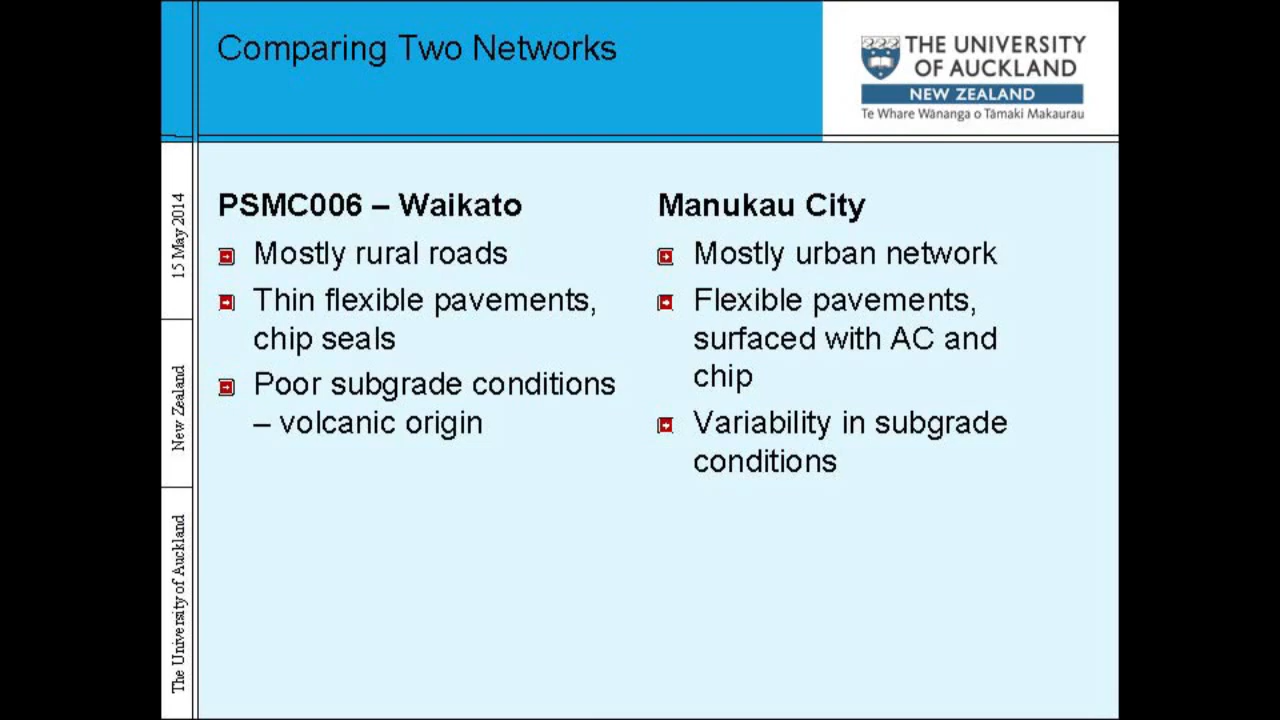 Comparing Two Networks
THE UNIVERSITY
OF AUCKLAND
NEW ZEALAND
Te Whare Wānanga o Tāmaki Makaurau
PSMC006 – Waikato
Mostly rural roads
Thin flexible pavements,
chip seals
Poor subgrade conditions
– volcanic origin
Manukau City
Mostly urban network
Flexible pavements,
surfaced with AC and
chip
Variability in subgrade
conditions
15 May 2014
New Zealand
The University of Auckland